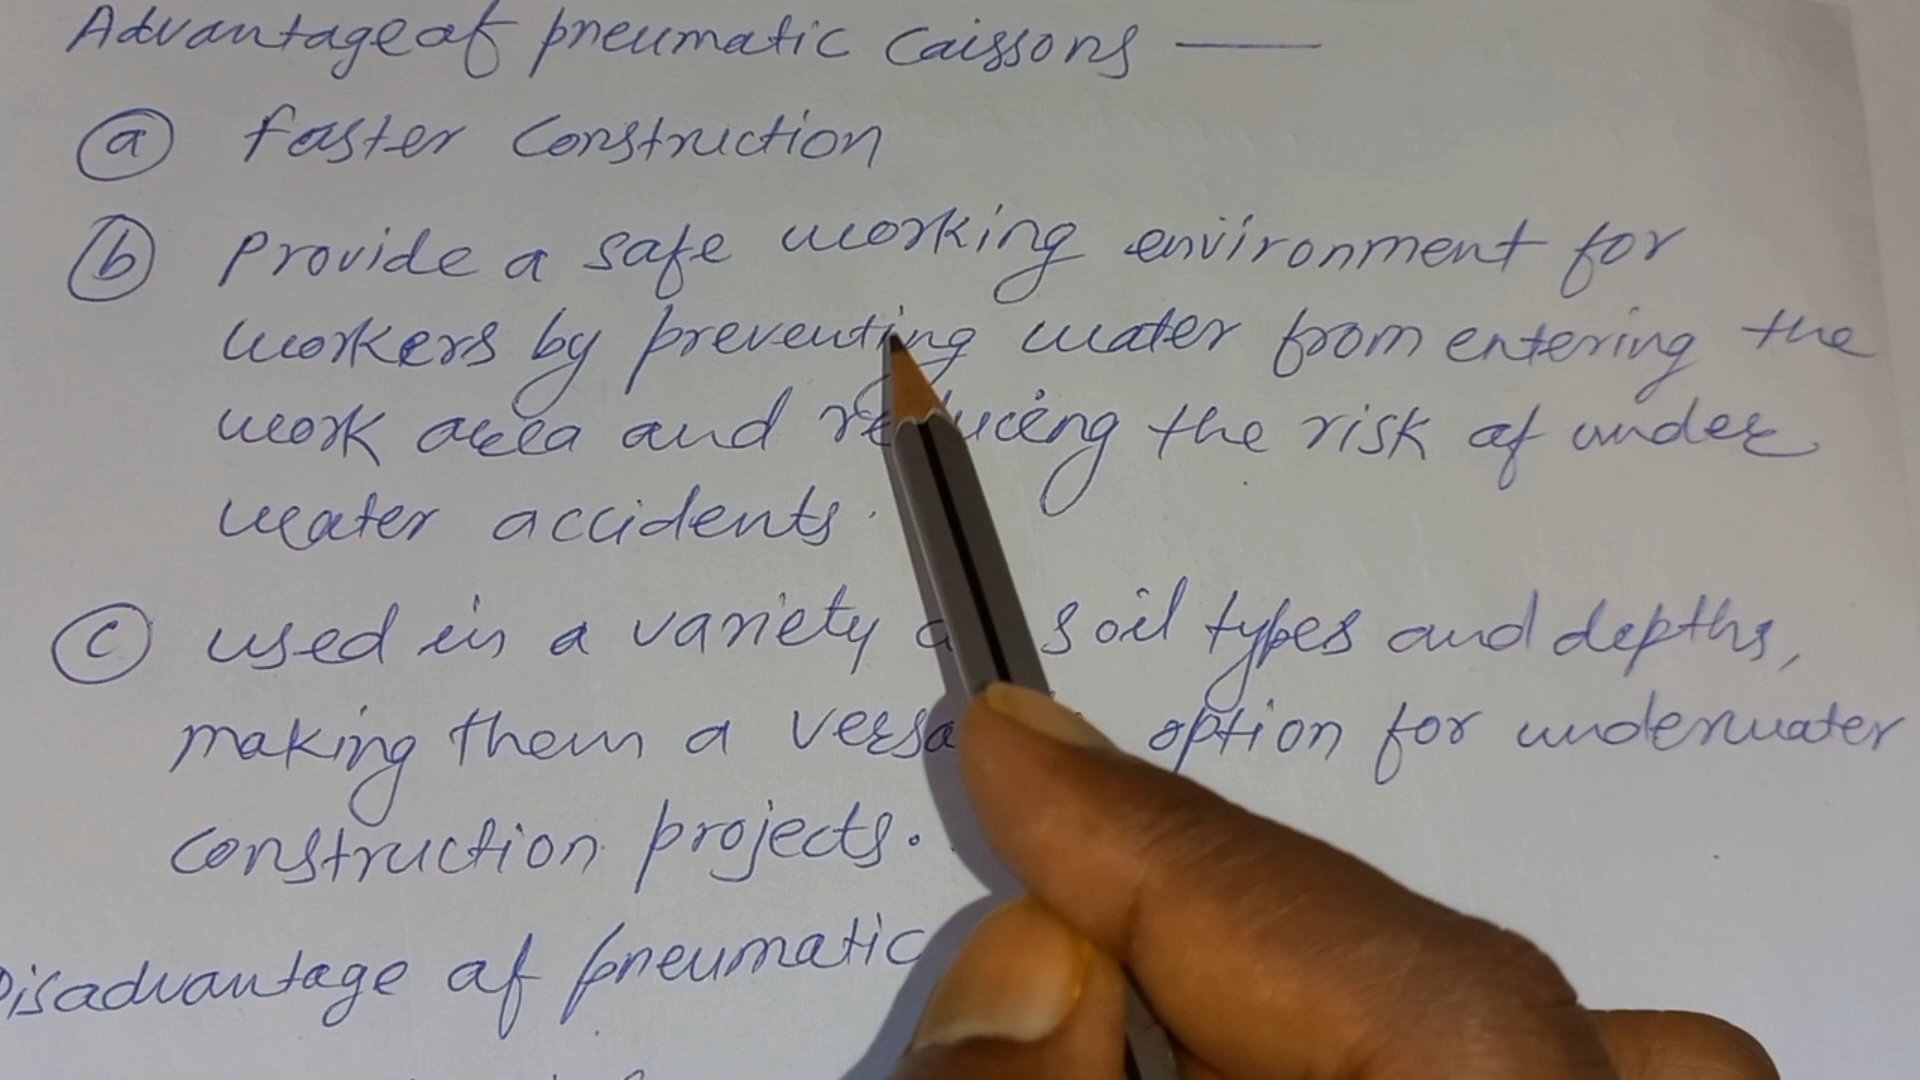 Advantage of pneumatic Caissons —
(a) faster Construction
(b) provide a safe working environment for
workers by preventing water from entering the
work area and reducing the risk of under
water accidents.
(c) used in a variety soil types and depths,
making them a option for underwater
Construction projects.
Disadvantage of pneumatic